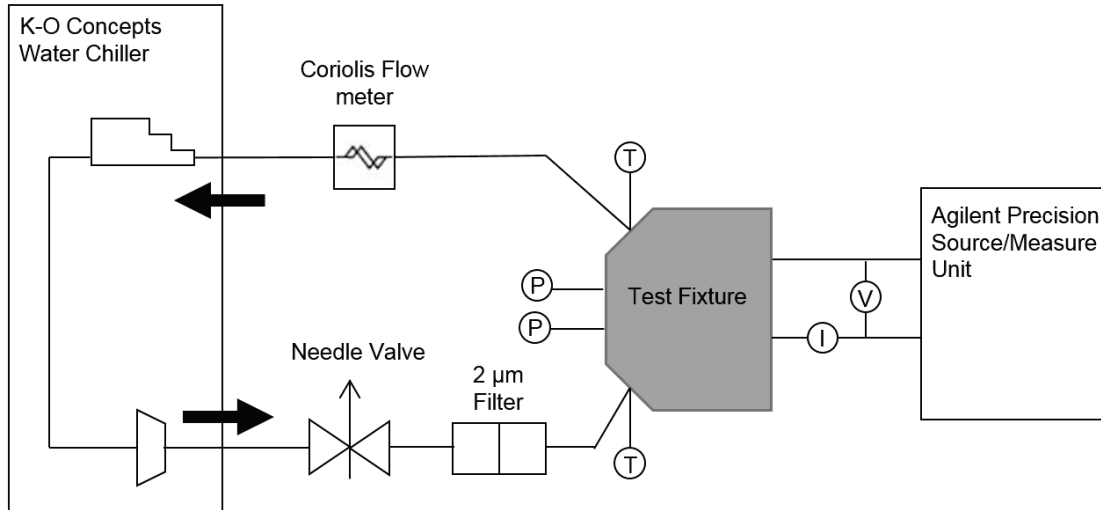 K-O Concepts
Water Chiller
Coriolis Flow
meter
T
Agilent Precision
Source/Measure
Unit
P
Test Fixture
V
P
I
Needle Valve
2 µm
Filter
T